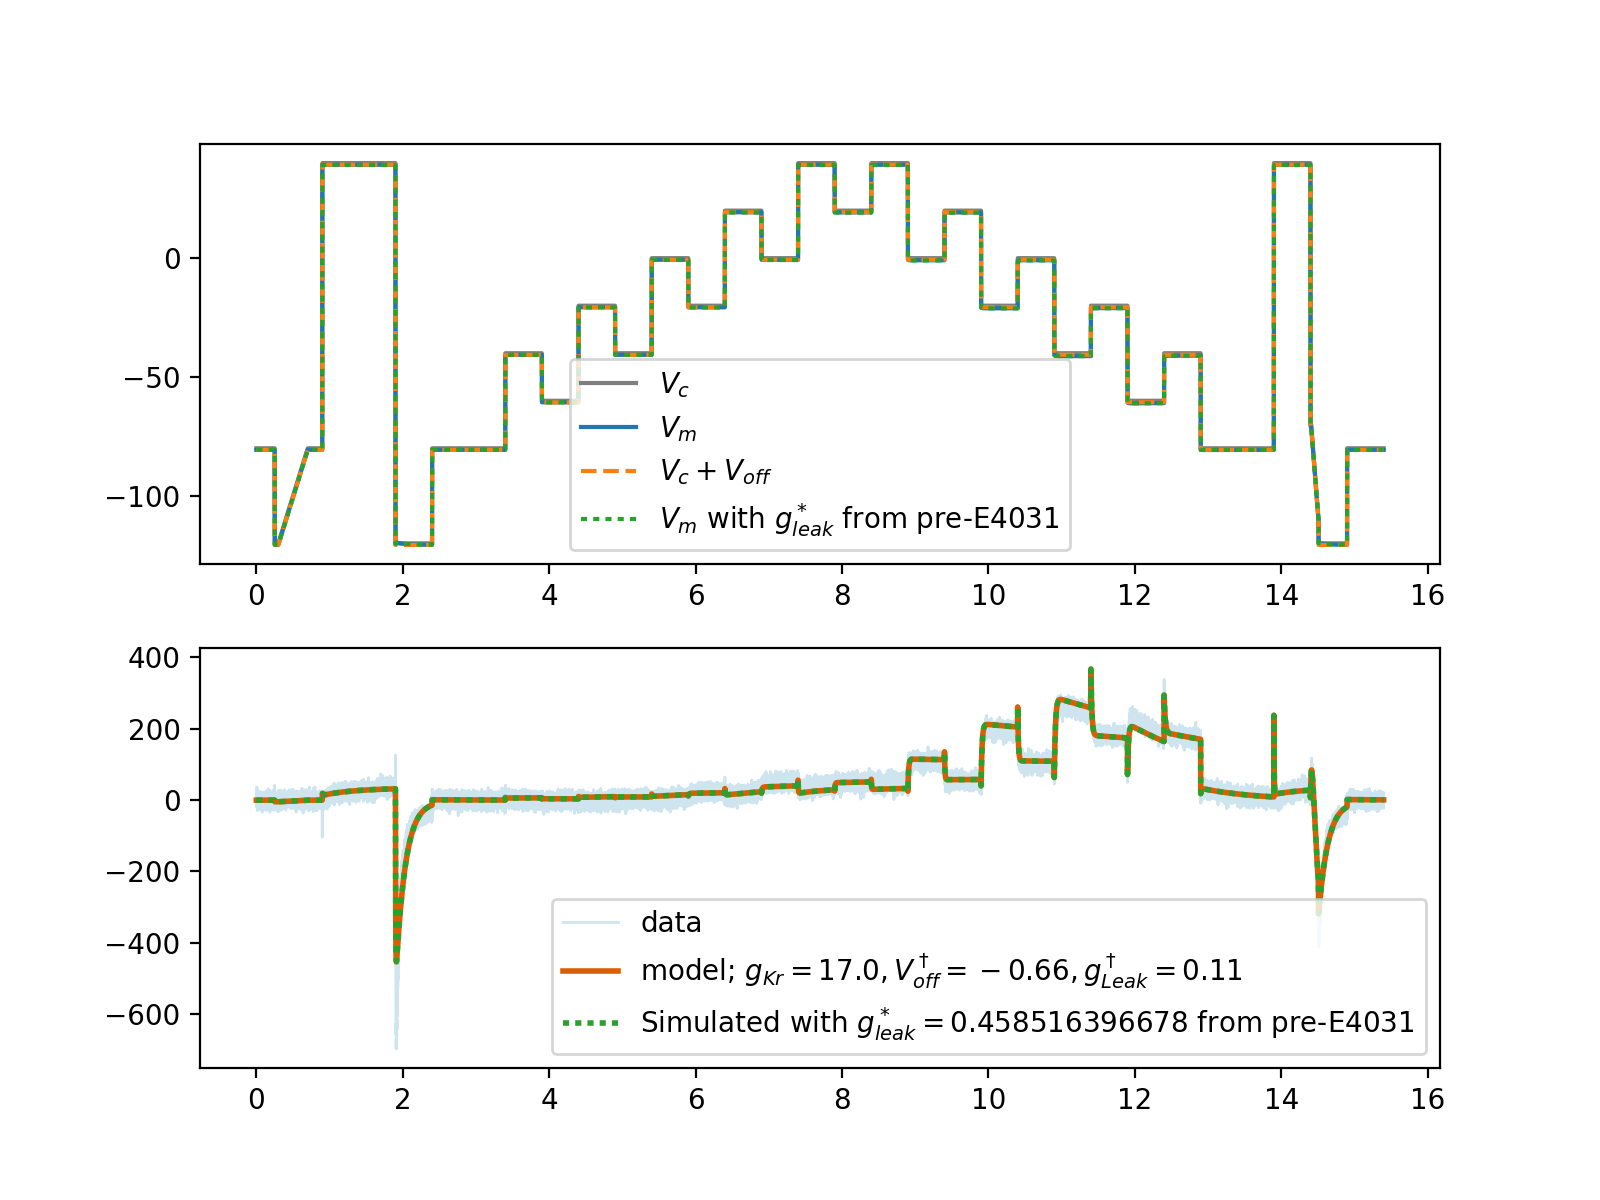 0
−50
−100
V_c
V_m
V_c + V_off
V_m with g*_leak from pre-E4031
0 2 4 6 8 10 12 14 16
400
200
0
−200
−400
−600
data
model; g_Kr = 17.0, V†_off = −0.66, g†_Leak = 0.11
Simulated with g*_leak = 0.458516396678 from pre-E4031
0 2 4 6 8 10 12 14 16